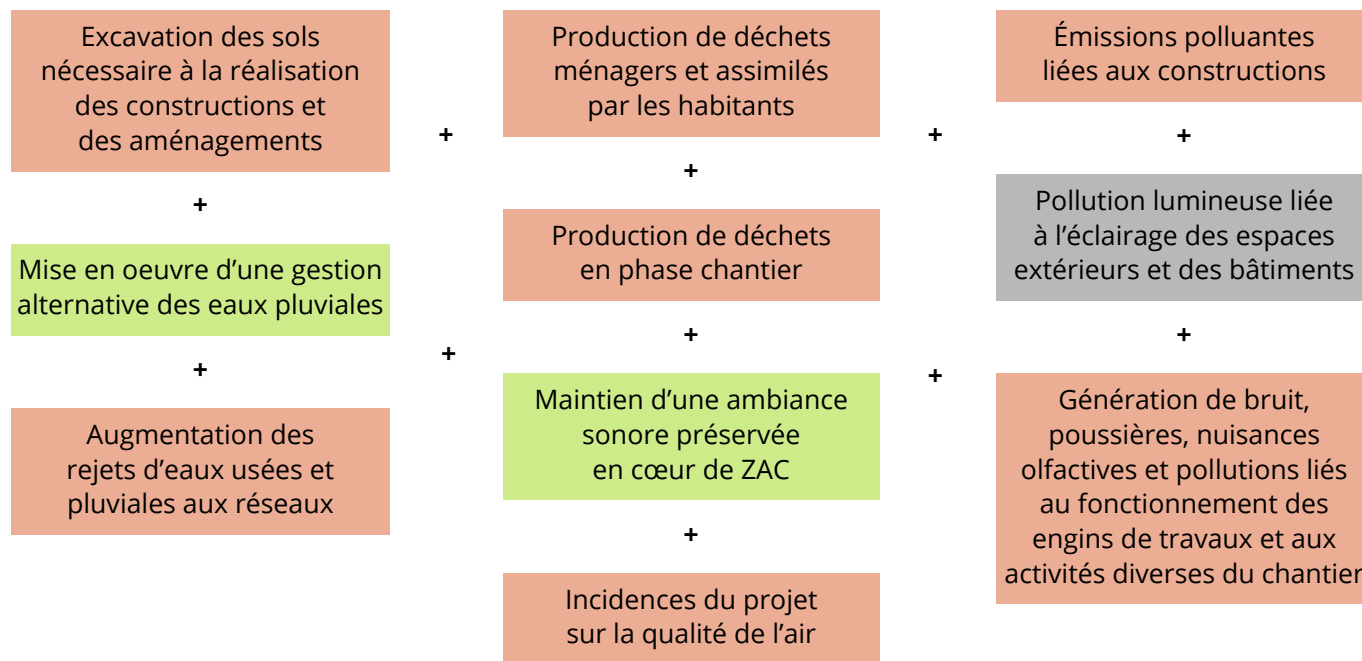 Excavation des sols
nécessaire à la réalisation
des constructions et
des aménagements
+
Mise en oeuvre d’une gestion
alternative des eaux pluviales
+
Augmentation des
rejets d’eaux usées et
pluviales aux réseaux
+
+
Production de déchets
ménagers et assimilés
par les habitants
+
Production de déchets
en phase chantier
+
Maintien d’une ambiance
sonore préservée
en cœur de ZAC
+
Incidences du projet
sur la qualité de l’air
+
+
Émissions polluantes
liées aux constructions
+
Pollution lumineuse liée
à l’éclairage des espaces
extérieurs et des bâtiments
+
Génération de bruit,
poussières, nuisances
olfactives et pollutions liés
au fonctionnement des
engins de travaux et aux
activités diverses du chantier